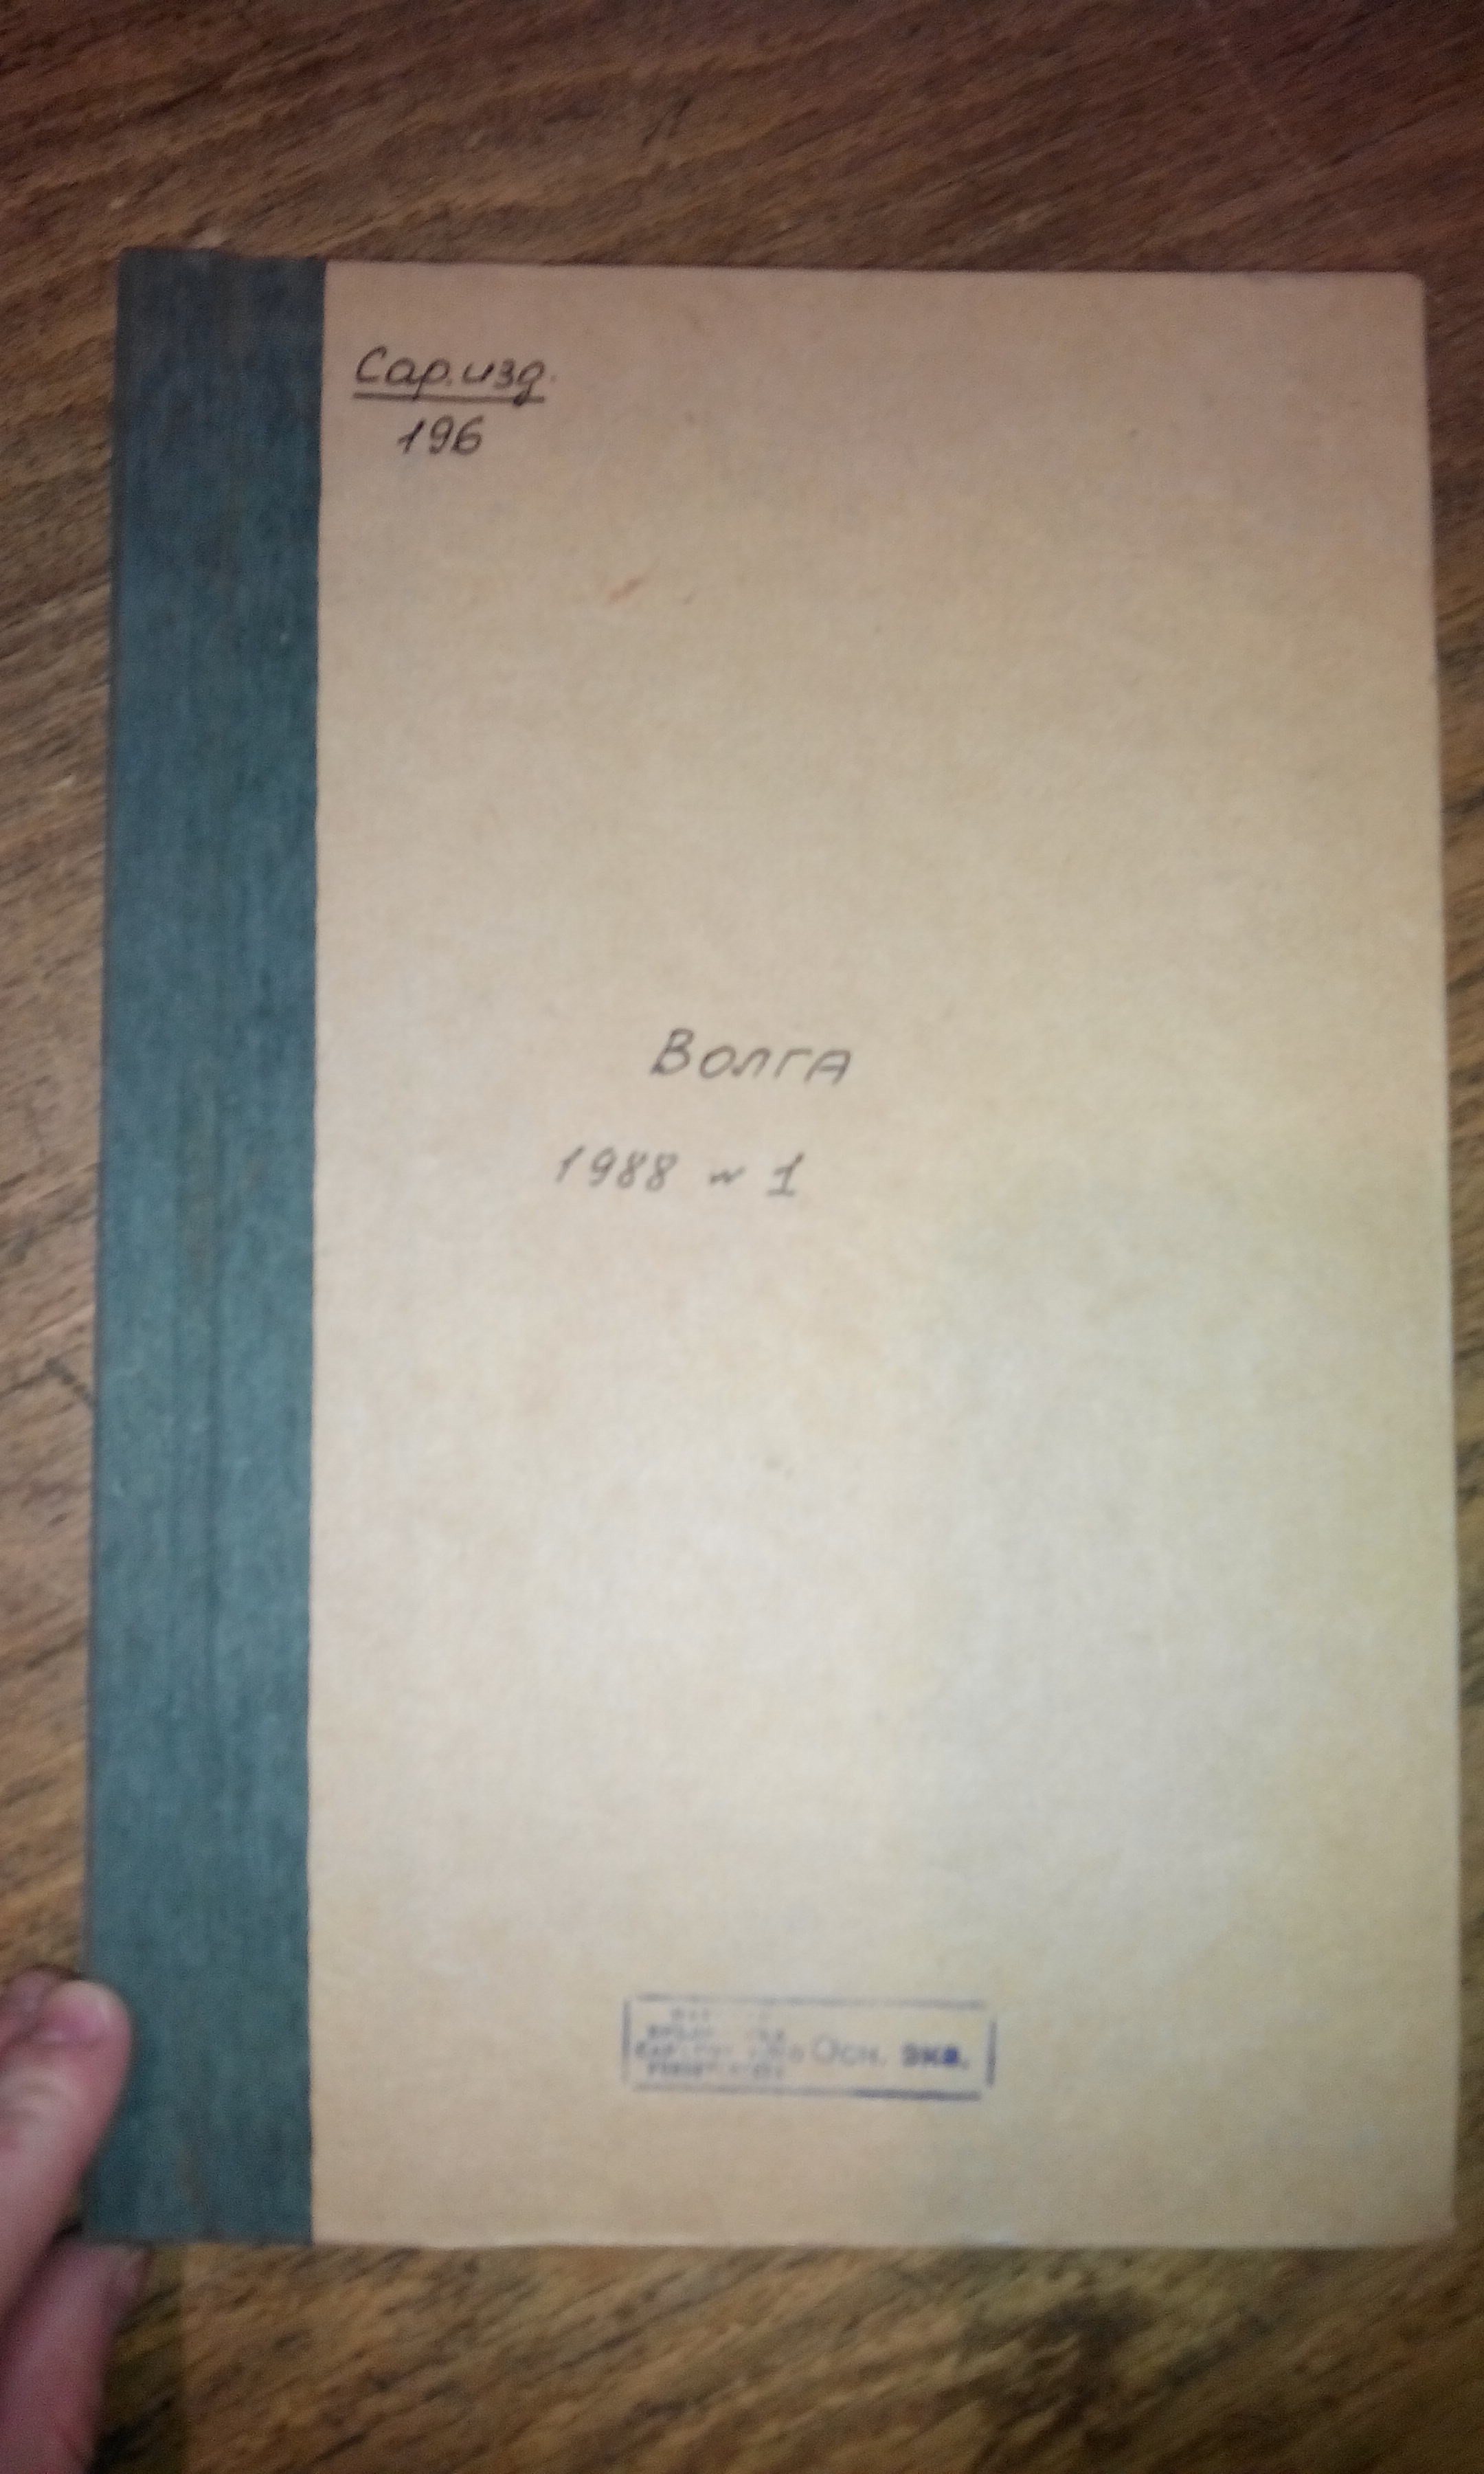 Сар.изд.
196
Волга
1988 № 1
Осн. экз.